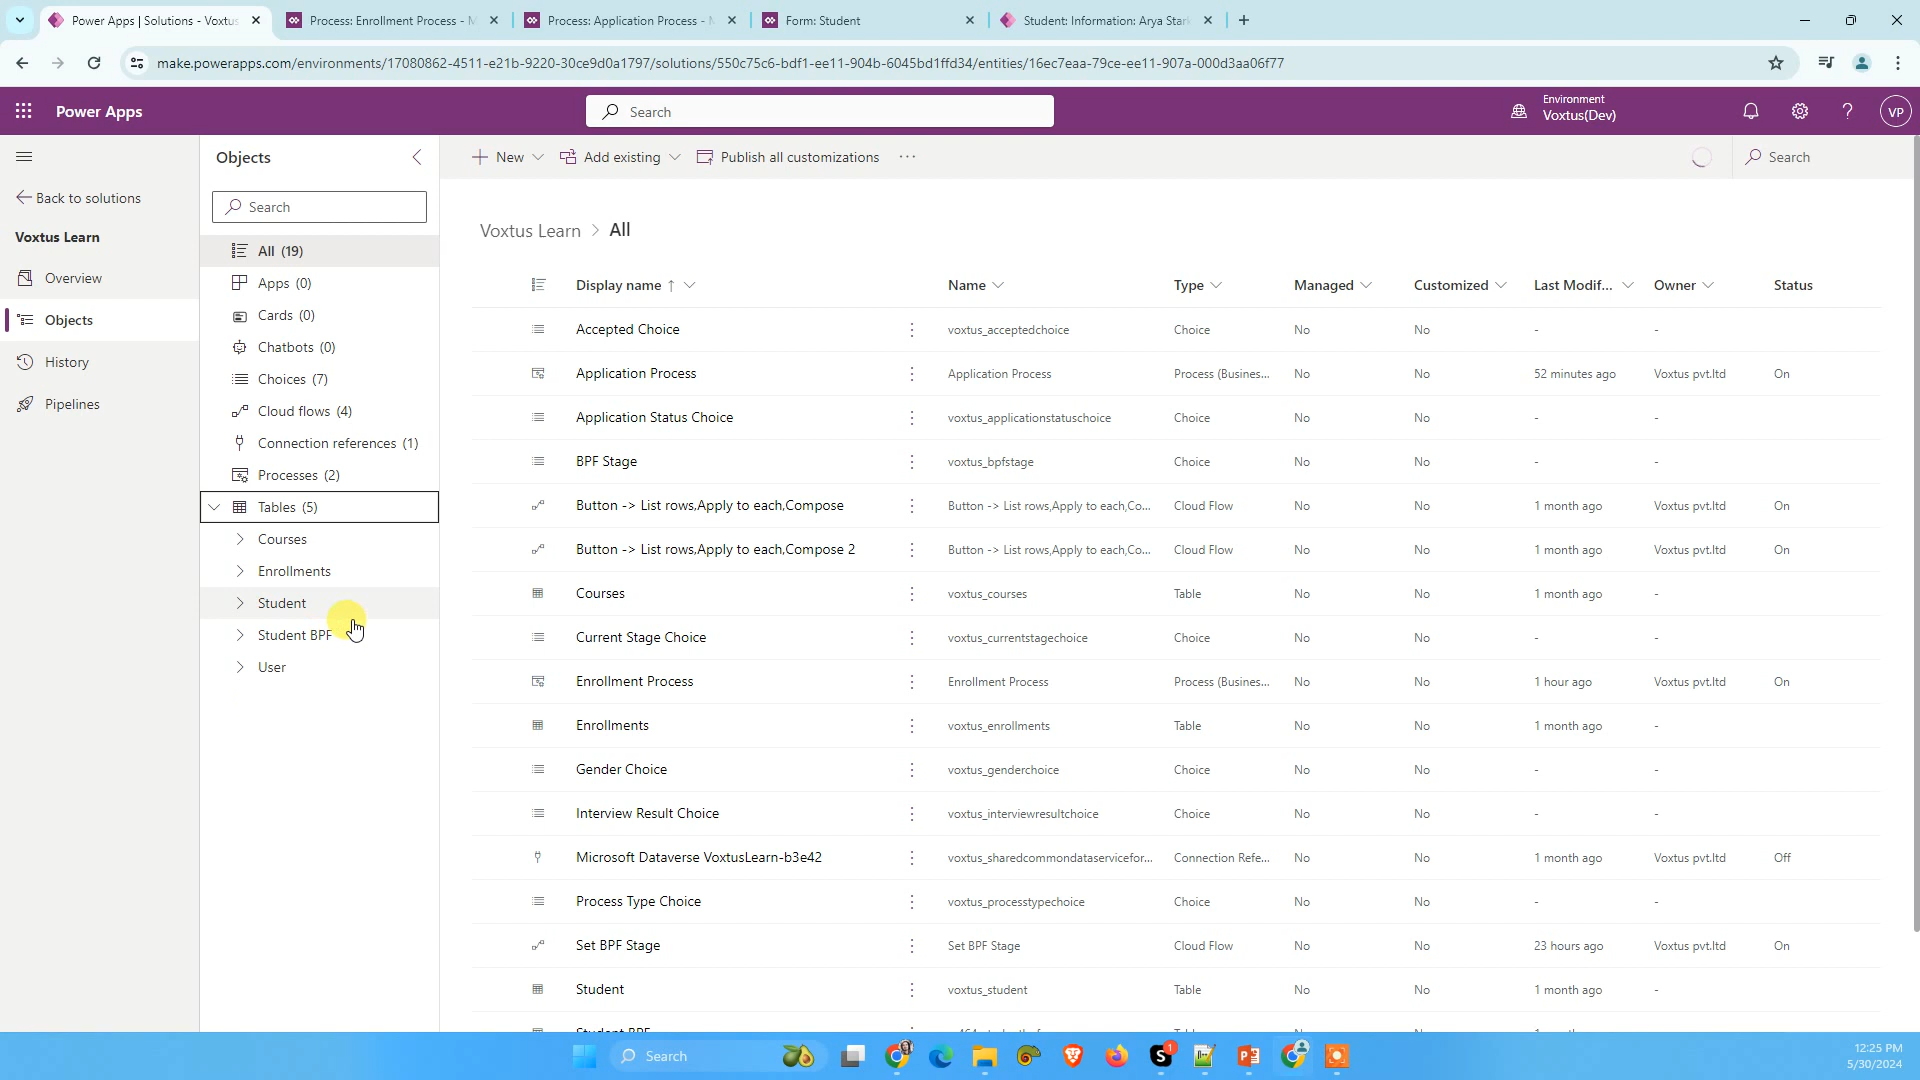 Power Apps | Solutions - Voxtus
Process: Enrollment Process - M
Process: Application Process - M
Form: Student
Student: Information: Arya Stark
make.powerapps.com/environments/17080862-4511-e21b-9220-30ce9d0a1797/solutions/550c75c6-bdf1-ee11-904b-6045bd1ffd34/entities/16ec7eaa-79ce-ee11-907a-000d3aa06f77
Power Apps
Search
Environment
Voxtus(Dev)
VP
Objects
New
Add existing
Publish all customizations
Search
Back to solutions
Voxtus Learn
Overview
Objects
History
Pipelines
Search
All (19)
Apps (0)
Cards (0)
Chatbots (0)
Choices (7)
Cloud flows (4)
Connection references (1)
Processes (2)
Tables (5)
Courses
Enrollments
Student
Student BPF
User
Voxtus Learn > All
Display name ↑ Name Type Managed Customized Last Modif... Owner Status
Accepted Choice voxtus_acceptedchoice Choice No No - -
Application Process Application Process Process (Busines... No No 52 minutes ago Voxtus pvt.ltd On
Application Status Choice voxtus_applicationstatuschoice Choice No No - -
BPF Stage voxtus_bpfstage Choice No No - -
Button -> List rows,Apply to each,Compose Button -> List rows,Apply to each,Co... Cloud Flow No No 1 month ago Voxtus pvt.ltd On
Button -> List rows,Apply to each,Compose 2 Button -> List rows,Apply to each,Co... Cloud Flow No No 1 month ago Voxtus pvt.ltd On
Courses voxtus_courses Table No No 1 month ago -
Current Stage Choice voxtus_currentstagechoice Choice No No - -
Enrollment Process Enrollment Process Process (Busines... No No 1 hour ago Voxtus pvt.ltd On
Enrollments voxtus_enrollments Table No No 1 month ago -
Gender Choice voxtus_genderchoice Choice No No - -
Interview Result Choice voxtus_interviewresultchoice Choice No No - -
Microsoft Dataverse VoxtusLearn-b3e42 voxtus_sharedcommondataservicefor... Connection Refe... No No 1 month ago Voxtus pvt.ltd Off
Process Type Choice voxtus_processtypechoice Choice No No - -
Set BPF Stage Set BPF Stage Cloud Flow No No 23 hours ago Voxtus pvt.ltd On
Student voxtus_student Table No No 1 month ago -
Student BPF
Search
1
12:25 PM
5/30/2024